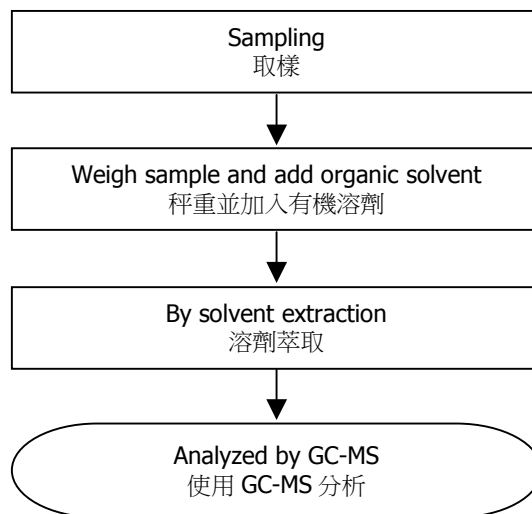 Sampling
取樣
Weigh sample and add organic solvent
秤重並加入有機溶劑
By solvent extraction
溶劑萃取
Analyzed by GC-MS
使用 GC-MS 分析